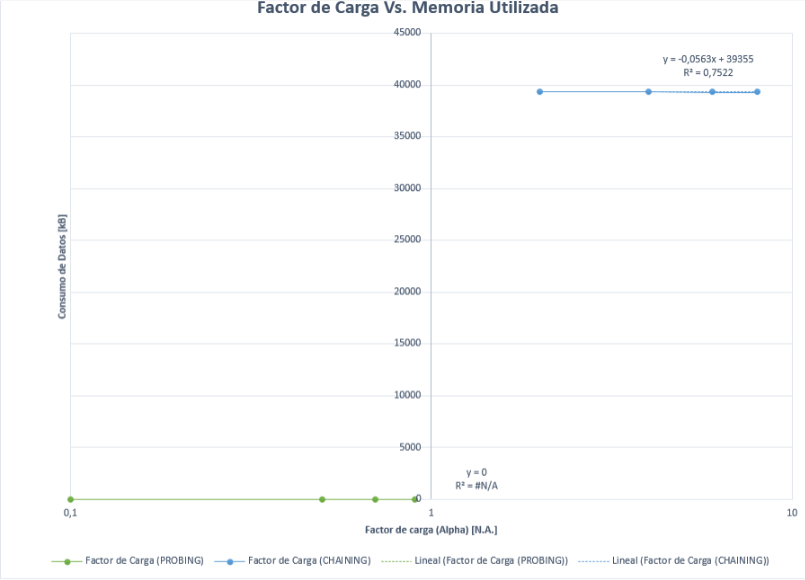 Factor de Carga Vs. Memoria Utilizada
45000
y = -0,0563x + 39355
R² = 0,7522
40000
35000
30000
25000
20000
15000
10000
5000
y = 0
R² = #N/A
0
0,1
1
10
Consumo de Datos [kB]
Factor de carga (Alpha) [N.A.]
Factor de Carga (PROBING)
Factor de Carga (CHAINING)
Lineal (Factor de Carga (PROBING))
Lineal (Factor de Carga (CHAINING))